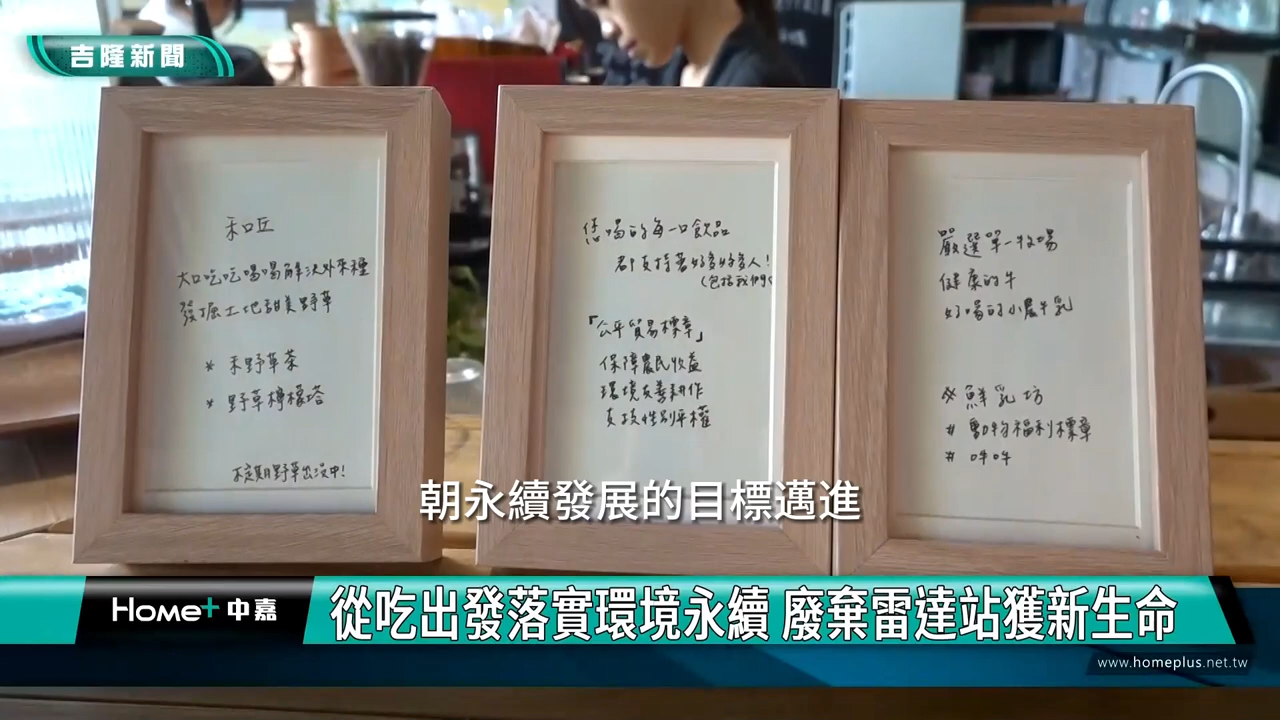 吉隆新聞
禾口丘
大口吃吃喝喝解決外來種
發掘土地甜美野草
* 禾野草茶
* 野草檸檬塔
不定期野草出沒中!
您喝的每一口飲品
都支持著好多好多人!
(包括我們
「公平貿易標章」
保障農民收益
環境友善耕作
支持性別平權
嚴選單一牧場
健康的牛
好喝的小農牛乳
鮮乳坊
# 動物福利標章
# 哞哞
朝永續發展的目標邁進
Home+中嘉
從吃出發落實環境永續 廢棄雷達站獲新生命
www.homeplus.net.tw